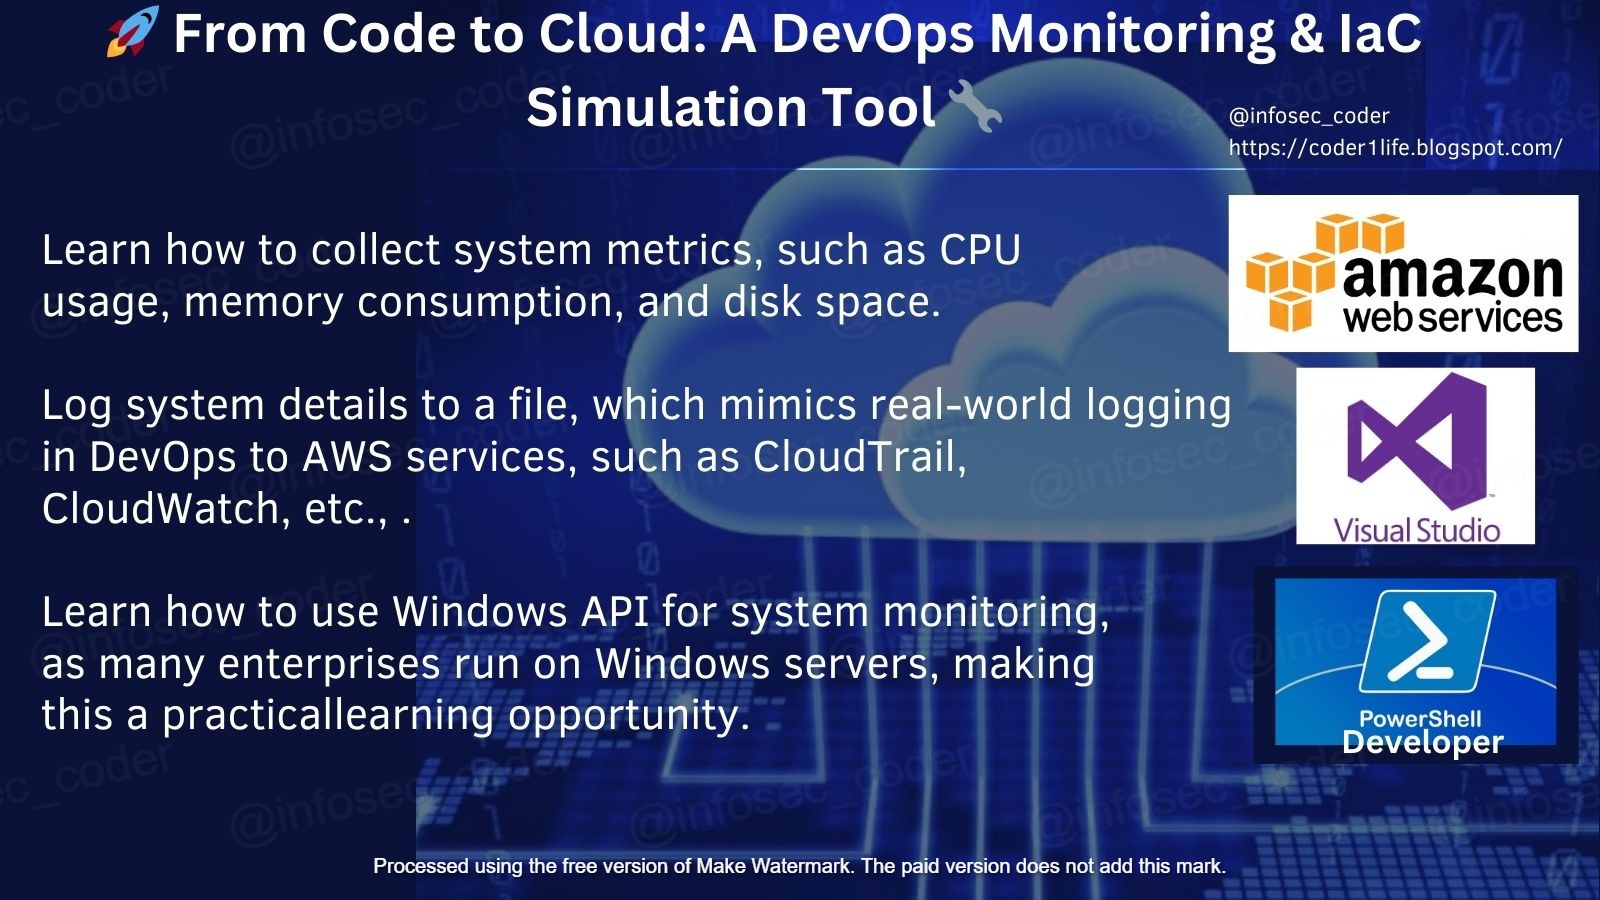 🚀 From Code to Cloud: A DevOps Monitoring & IaC
Simulation Tool 🔧
@infosec_coder
https://coder1life.blogspot.com/
Learn how to collect system metrics, such as CPU
usage, memory consumption, and disk space.
Log system details to a file, which mimics real-world logging
in DevOps to AWS services, such as CloudTrail,
CloudWatch, etc., .
Learn how to use Windows API for system monitoring,
as many enterprises run on Windows servers, making
this a practicallearning opportunity.
amazon
web services
Visual Studio
PowerShell
Developer
@infosec_coder
Processed using the free version of Make Watermark. The paid version does not add this mark.